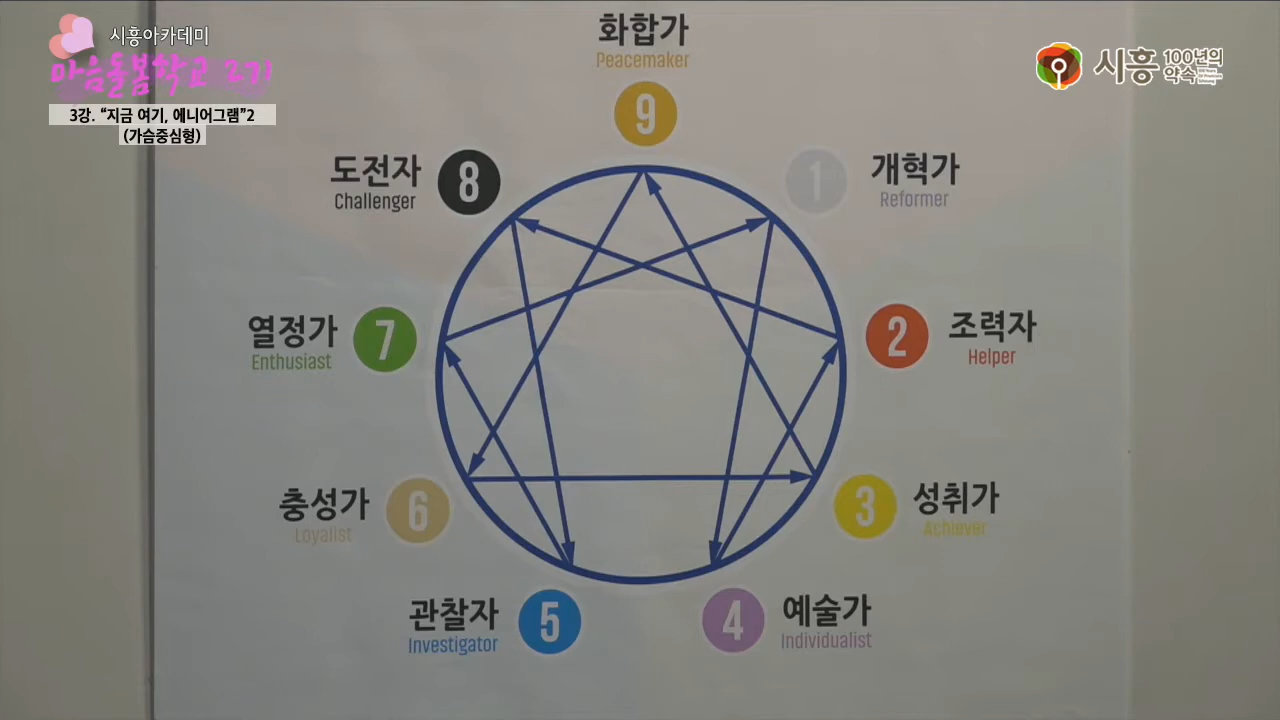 시흥아카데미
마음돌봄학교 2기
3강. “지금 여기, 에니어그램”2
(가슴중심형)
시흥 100년의
약속
화합가
Peacemaker
9
도전자
Challenger
8
1
개혁가
Reformer
열정가
Enthusiast
7
2
조력자
Helper
충성가
Loyalist
6
3
성취가
Achiever
관찰자
Investigator
5
4
예술가
Individualist